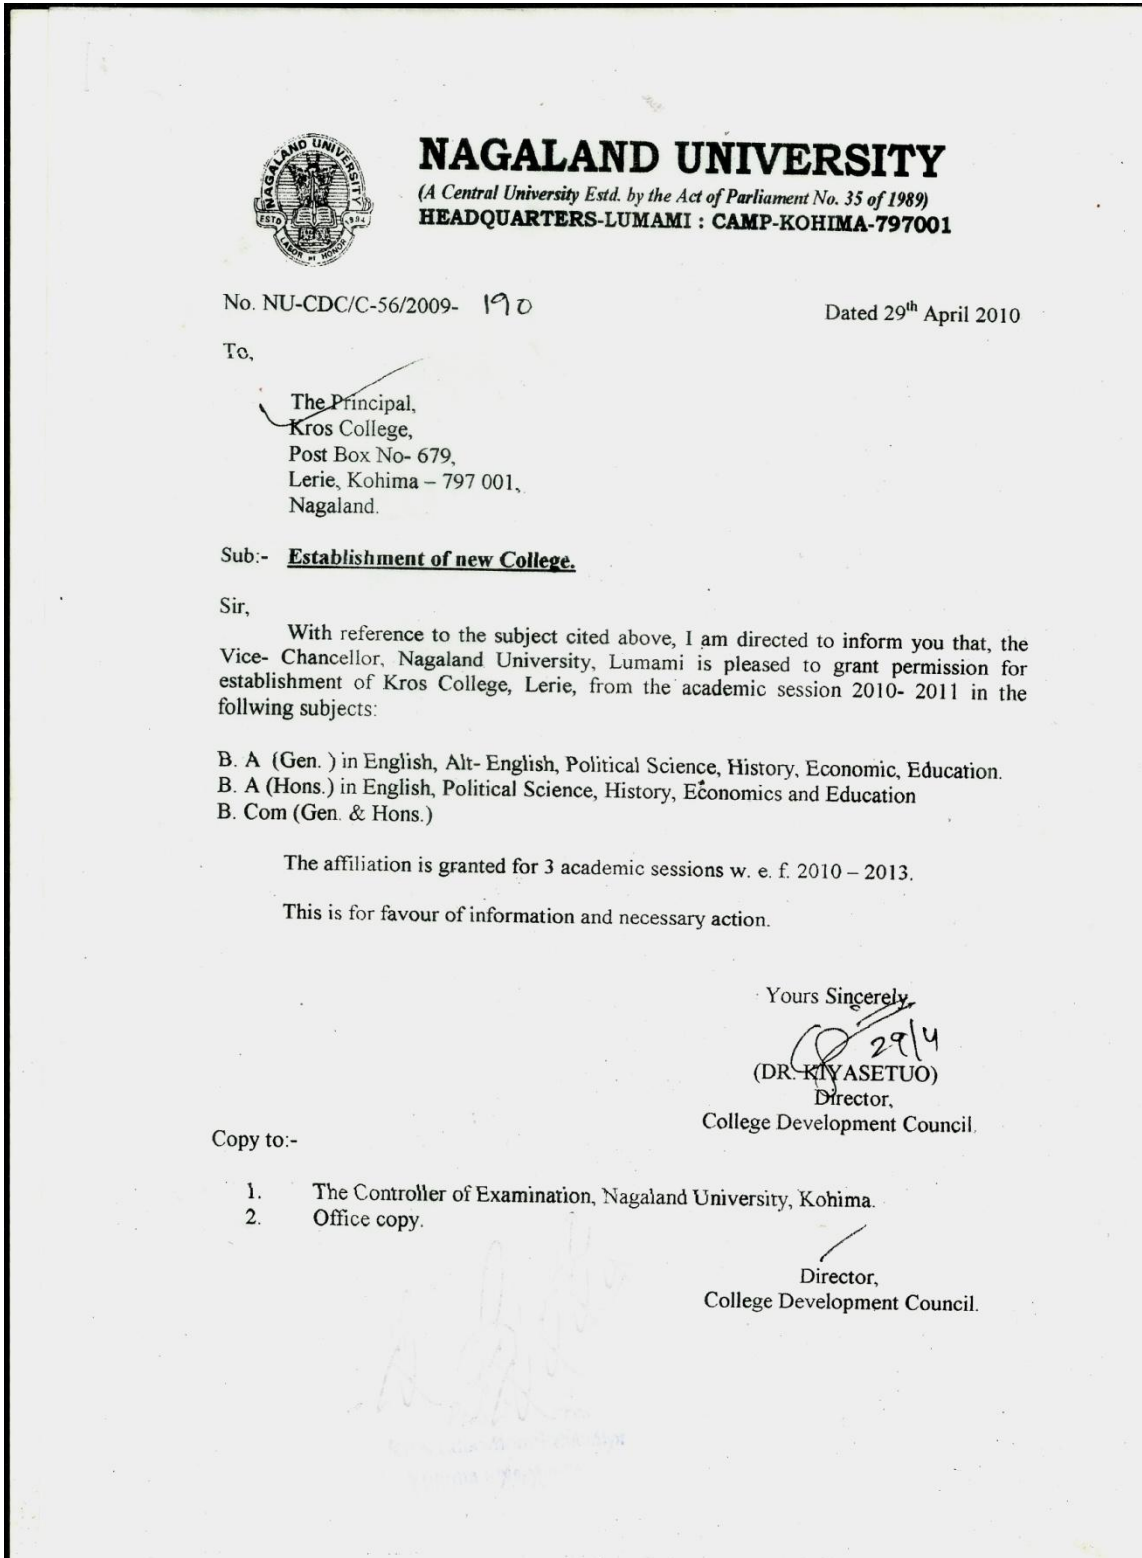 NAGALAND UNIVERSITY
ESTD 1994
LABOR et HONOR
NAGALAND UNIVERSITY
(A Central University Estd. by the Act of Parliament No. 35 of 1989)
HEADQUARTERS-LUMAMI : CAMP-KOHIMA-797001
No. NU-CDC/C-56/2009- 190
Dated 29th April 2010
To,
The Principal,
Kros College,
Post Box No- 679,
Lerie, Kohima – 797 001,
Nagaland.
Sub:- Establishment of new College.
Sir,
With reference to the subject cited above, I am directed to inform you that, the
Vice- Chancellor, Nagaland University, Lumami is pleased to grant permission for
establishment of Kros College, Lerie, from the academic session 2010- 2011 in the
follwing subjects:
B. A (Gen. ) in English, Alt- English, Political Science, History, Economic, Education.
B. A (Hons.) in English, Political Science, History, Economics and Education
B. Com (Gen. & Hons.)
The affiliation is granted for 3 academic sessions w. e. f. 2010 – 2013.
This is for favour of information and necessary action.
Yours Sincerely,
29/4
(DR. KIYASETUO)
Director,
College Development Council.
Copy to:-
1. The Controller of Examination, Nagaland University, Kohima.
2. Office copy.
Director,
College Development Council.